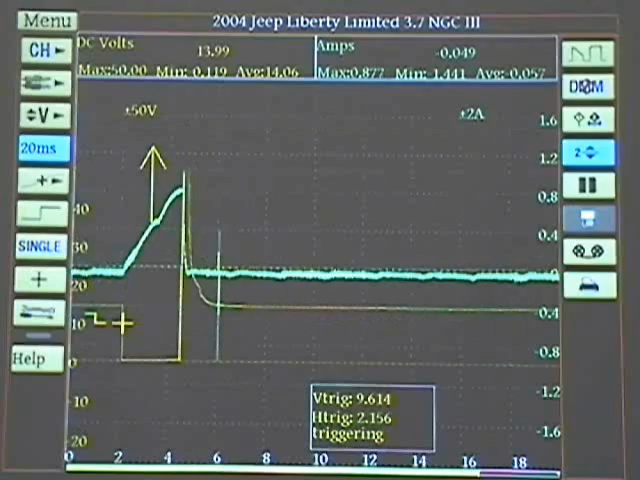 Menu
2004 Jeep Liberty Limited 3.7 NGC III
CH
DC Volts
13.99
Amps
-0.049
Max:50.00 Min:-0.119 Avg:14.06
Max:0.877 Min:-1.441 Avg:-0.057
V
±50V
±2A
20ms
SINGLE
Help
2
1.6
1.2
0.8
0.4
0
-0.4
-0.8
-1.2
-1.6
40
30
20
10
0
-10
-20
Vtrig: 9.614
Htrig: 2.156
triggering
0 2 4 6 8 10 12 14 16 18